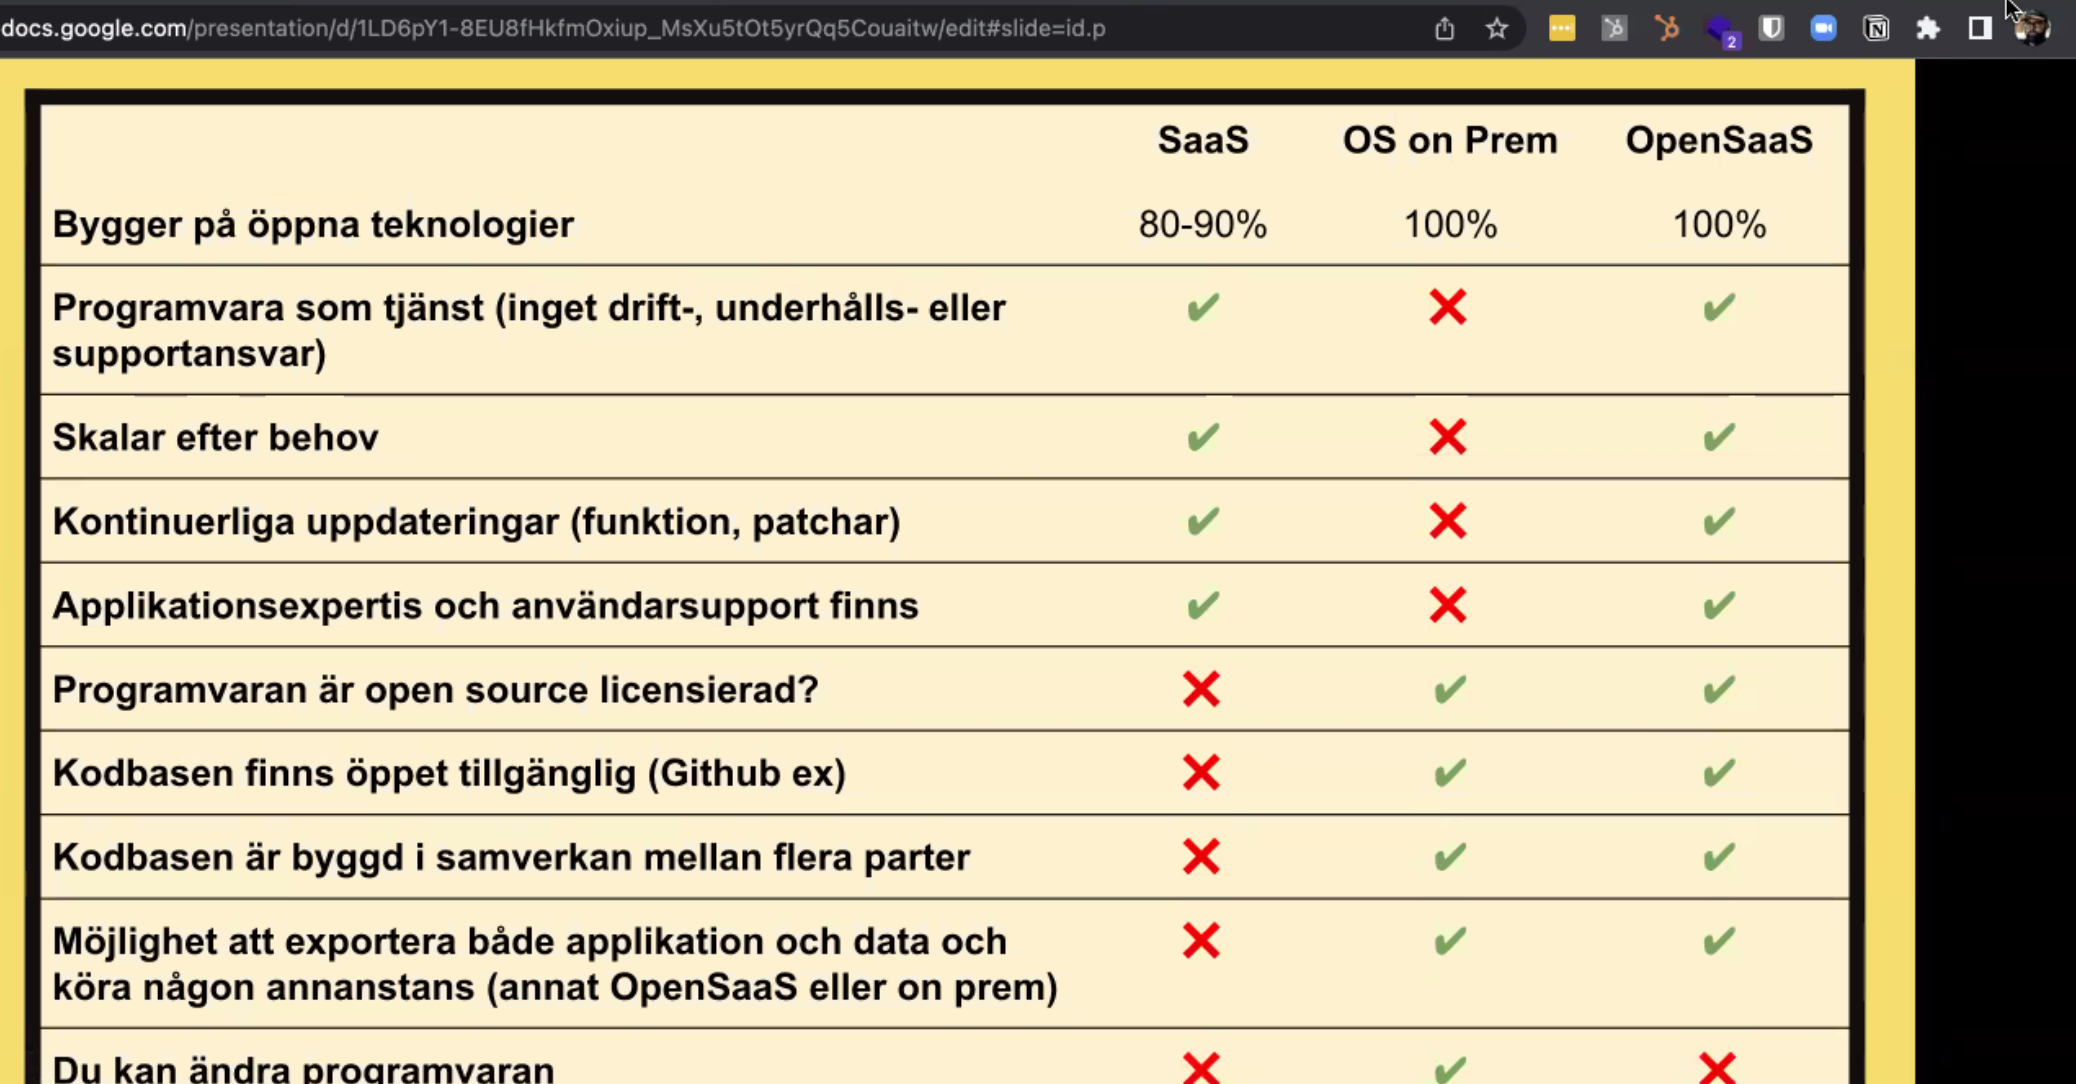 docs.google.com/presentation/d/1LD6pY1-8EU8fHkfmOxiup_MsXu5tOt5yrQq5Couaitw/edit#slide=id.p
2
SaaS OS on Prem OpenSaaS
Bygger på öppna teknologier 80-90% 100% 100%
Programvara som tjänst (inget drift-, underhålls- eller ✔ ❌ ✔
supportansvar)
Skalar efter behov ✔ ❌ ✔
Kontinuerliga uppdateringar (funktion, patchar) ✔ ❌ ✔
Applikationsexpertis och användarsupport finns ✔ ❌ ✔
Programvaran är open source licensierad? ❌ ✔ ✔
Kodbasen finns öppet tillgänglig (Github ex) ❌ ✔ ✔
Kodbasen är byggd i samverkan mellan flera parter ❌ ✔ ✔
Möjlighet att exportera både applikation och data och ❌ ✔ ✔
köra någon annanstans (annat OpenSaaS eller on prem)
Du kan ändra programvaran ❌ ✔ ❌